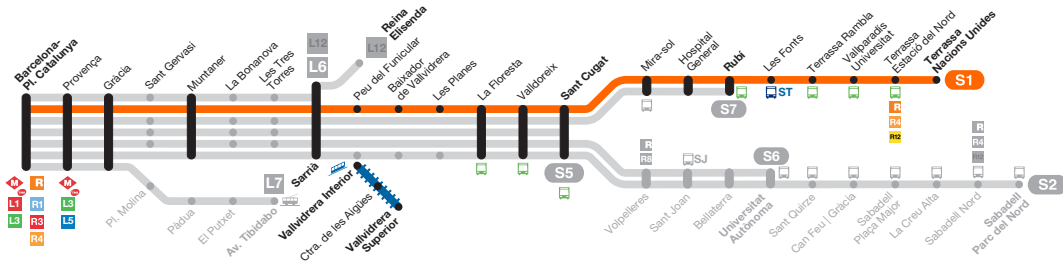 Barcelona-
Pl. Catalunya
Provença
Gràcia
Sant Gervasi
Muntaner
La Bonanova
Les Tres
Torres
L12
L6
Reina
Elisenda
L12
Peu del Funicular
Baixador
de Vallvidrera
Les Planes
La Floresta
Valldoreix
Sant Cugat
Mira-sol
Hospital
General
Rubí
Les Fonts
Terrassa Rambla
Vallparadís
Universitat
Terrassa
Estació del Nord
Terrassa
Nacions Unides
S1
S7
ST
R
R4
R12
M
L1
L3
R
R1
R3
R4
M
L3
L5
Pl. Molina
Pàdua
El Putxet
Av. Tibidabo
L7
Sarrià
Vallvidrera Inferior
Ctra. de les Algües
Vallvidrera
Superior
S5
R
R8
SJ
S6
R
R4
R12
S2
Volpelleres
Sant Joan
Bellaterra
Universitat
Autònoma
Sant Quirze
Can Feu | Gràcia
Sabadell
Plaça Major
La Creu Alta
Sabadell Nord
Sabadell
Parc del Nord